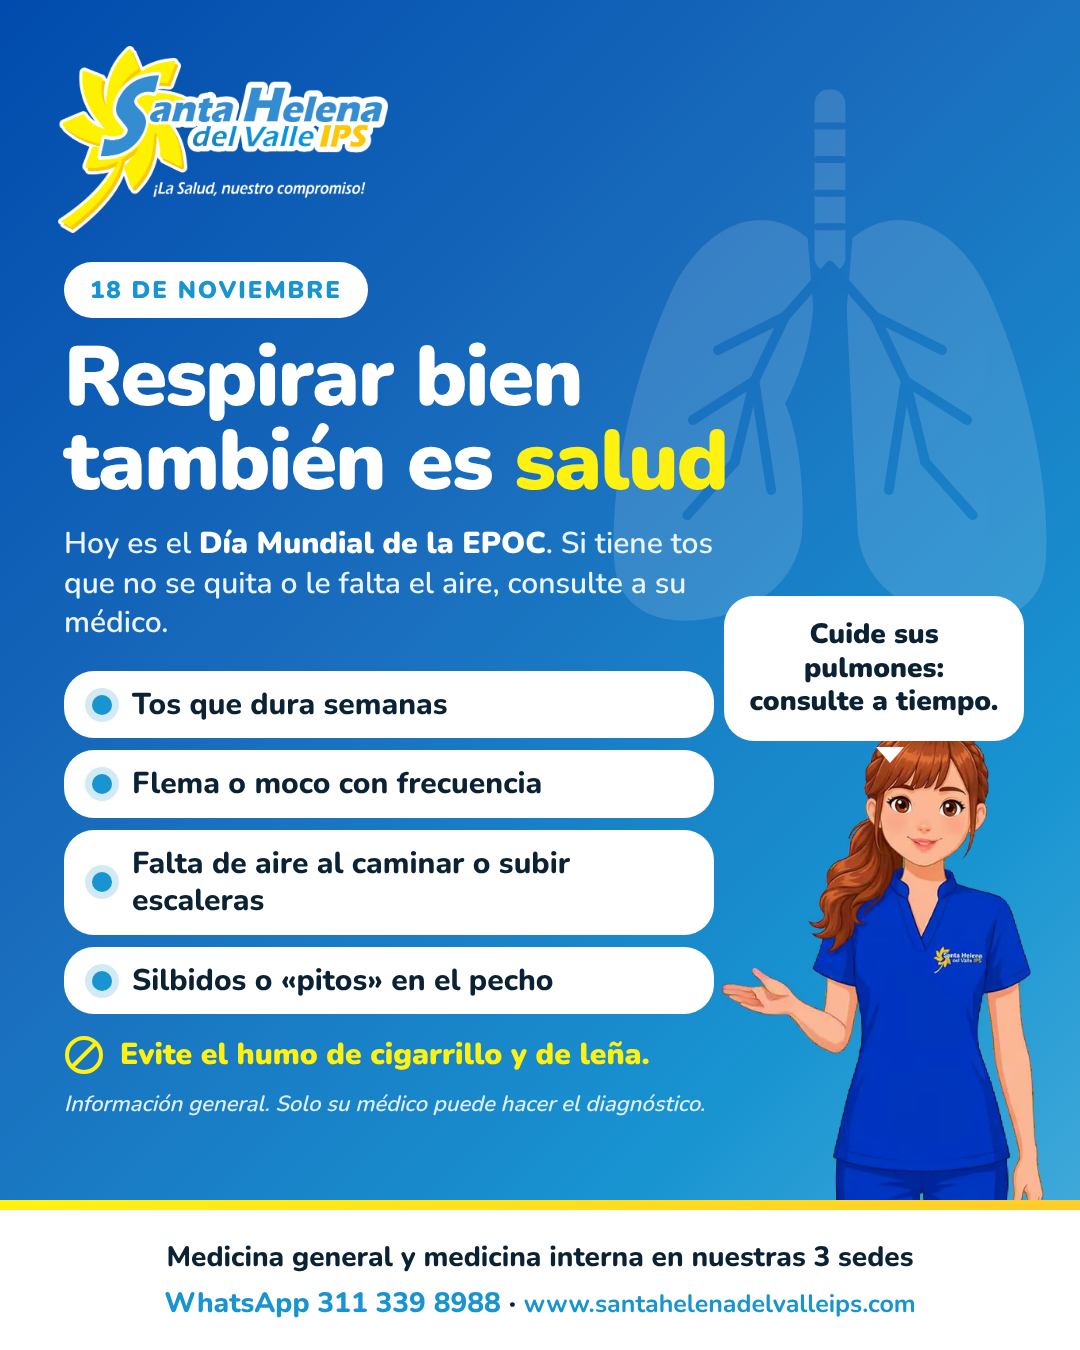 Santa Helena
del Valle IPS
¡La Salud, nuestro compromiso!
18 DE NOVIEMBRE
Respirar bien
también es salud
Hoy es el Día Mundial de la EPOC. Si tiene tos
que no se quita o le falta el aire, consulte a su
médico.
Cuide sus
pulmones:
consulte a tiempo.
Tos que dura semanas
Flema o moco con frecuencia
Falta de aire al caminar o subir
escaleras
Silbidos o «pitos» en el pecho
Santa Helena
del Valle IPS
Evite el humo de cigarrillo y de leña.
Información general. Solo su médico puede hacer el diagnóstico.
Medicina general y medicina interna en nuestras 3 sedes
WhatsApp 311 339 8988 · www.santahelenadelvalleips.com